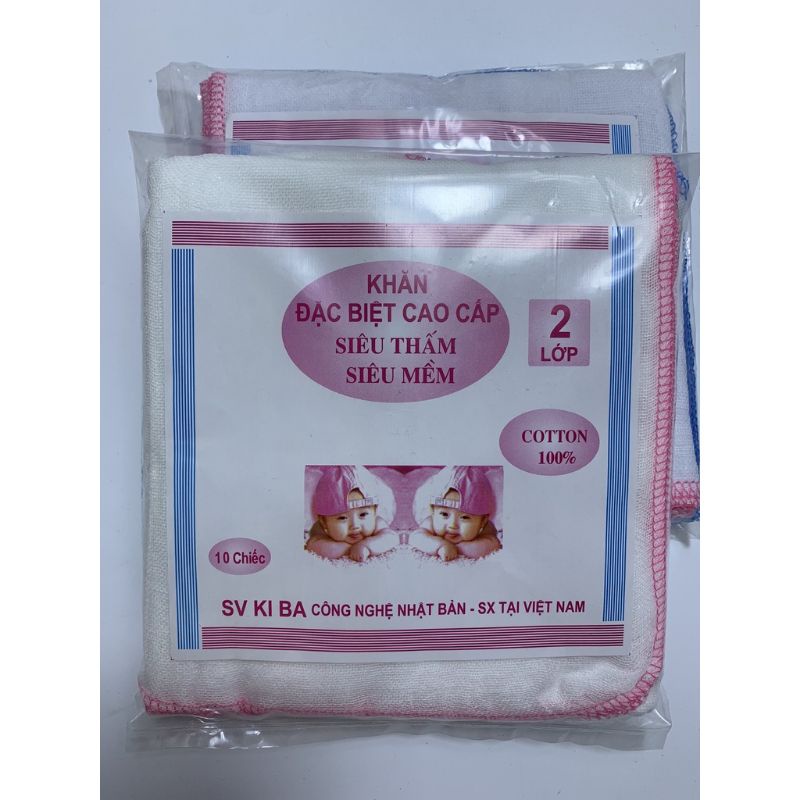 KHĂN
ĐẶC BIỆT CAO CẤP
SIÊU THẤM
SIÊU MỀM
2
LỚP
COTTON
100%
10 Chiếc
SV KI BA CÔNG NGHỆ NHẬT BẢN - SX TẠI VIỆT NAM